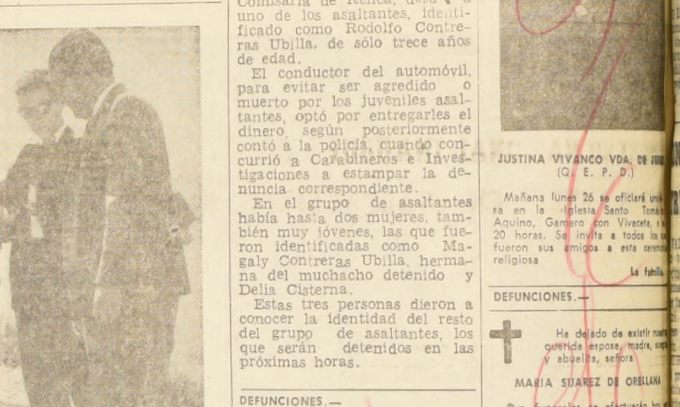 Comisaría de Renca,
uno de los asaltantes, identi-
ficado como Rodolfo Contre-
ras Ubilla, de sólo trece años
de edad.
El conductor del automóvil,
para evitar ser agredido o
muerto por los juveniles asal-
tantes, optó por entregarles el
dinero, según posteriormente
contó a la policía, cuando con-
currió a Carabineros e Inves-
tigaciones a estampar la de-
nuncia correspondiente.
En el grupo de asaltantes
había hasta dos mujeres, tam-
bién muy jóvenes, las que fue-
ron identificadas como Ma-
galy Contreras Ubilla, herma-
na del muchacho detenido y
Delia Cisterna.
Estas tres personas dieron a
conocer la identidad del resto
del grupo de asaltantes, los
que serán detenidos en las
próximas horas.
DEFUNCIONES.—
JUSTINA VIVANCO VDA. DE
(Q. E. P. D.)
Mañana lunes 26 se oficiará
sa en la Iglesia Santo
Aquino, Gamero con Vivaceta,
20 horas. Se invita a todos
fueron sus amigos a esta
religiosa
La familia
DEFUNCIONES.—
Ha dejado de existir
querida esposa, madre,
y abuelita, señora
MARIA SUAREZ DE ORELLANA